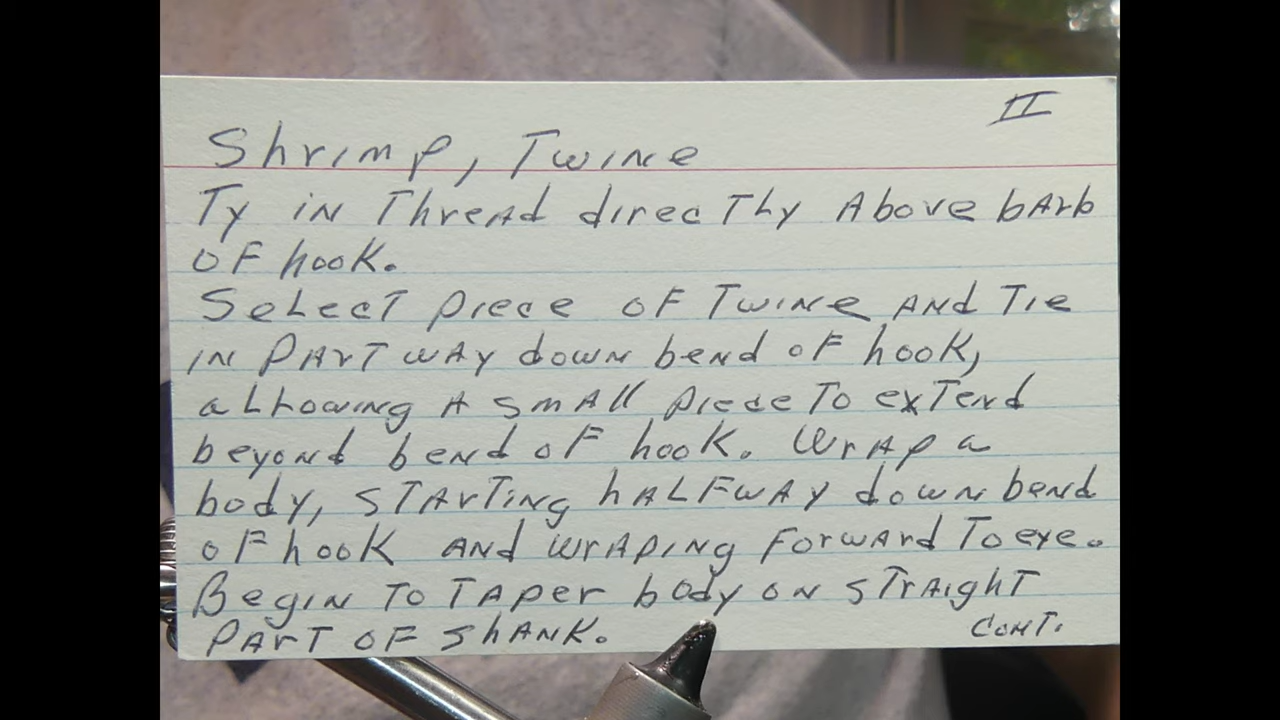 II
Shrimp, Twine
Ty in Thread direcTly Above bArb
OF hook.
SeLecT piece OF Twine And Tie
in PArT wAy down bend oF hook,
aLLowing A smAll piece To exTend
beyond bend oF hook. WrAp a
body, sTArTing hALFwAy down bend
oF hook And wrAping ForwArd To eye.
Begin To TAper body on sTrAighT
PArT OF shAnk.
conT.